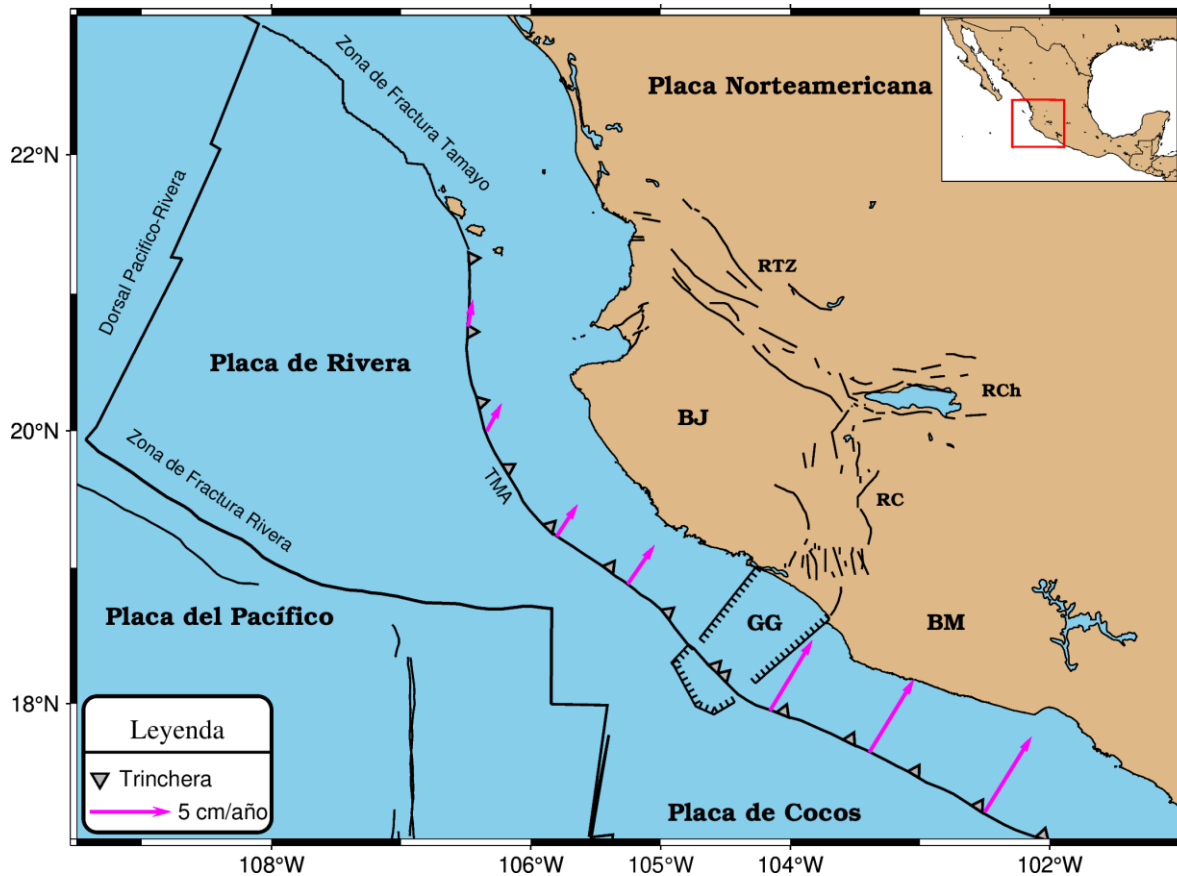 Placa Norteamericana
Zona de Fractura Tamayo
22°N
Dorsal Pacifico-Rivera
RTZ
Placa de Rivera
RCh
BJ
20°N
Zona de Fractura Rivera
TMA
RC
Placa del Pacífico
GG
BM
18°N
Leyenda
Trinchera
5 cm/año
Placa de Cocos
108°W
106°W
105°W
104°W
102°W